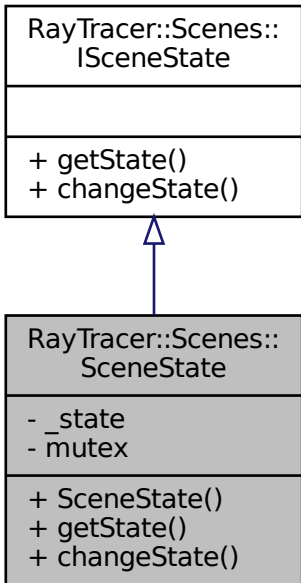 RayTracer::Scenes::
ISceneState
+ getState()
+ changeState()
RayTracer::Scenes::
SceneState
- _state
- mutex
+ SceneState()
+ getState()
+ changeState()